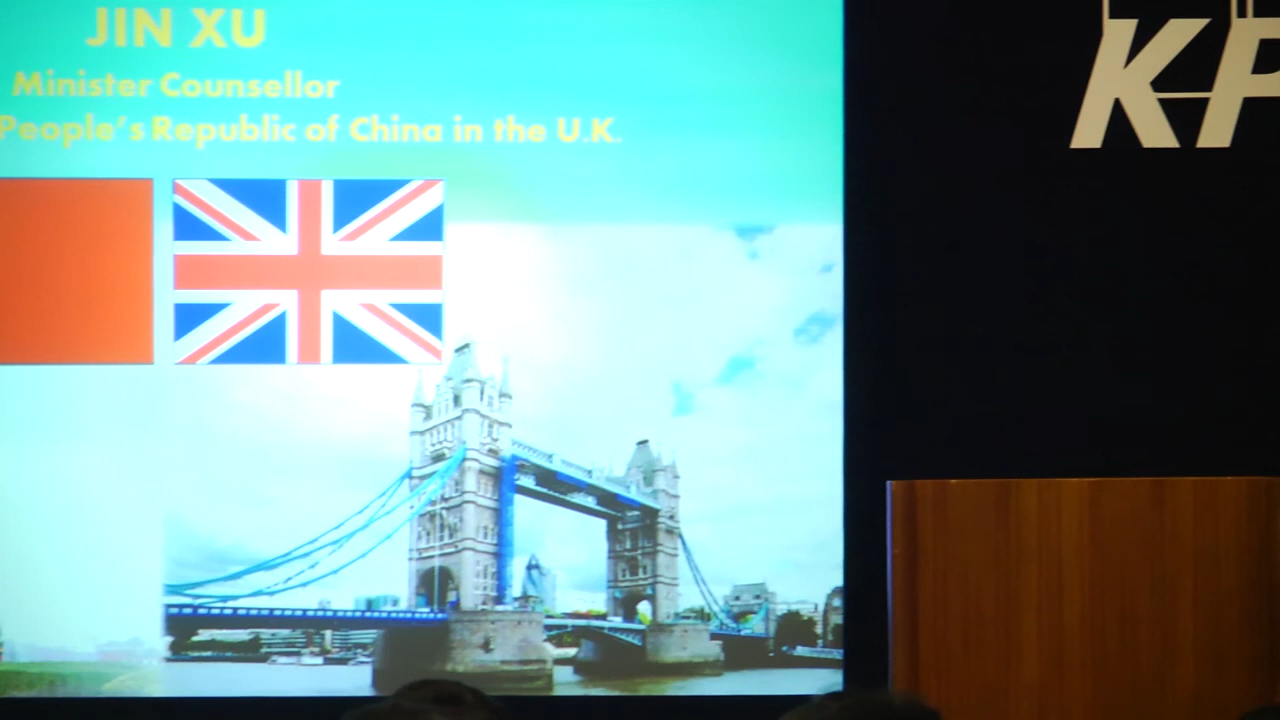 JIN XU
Minister Counsellor
People's Republic of China in the U.K.
KP